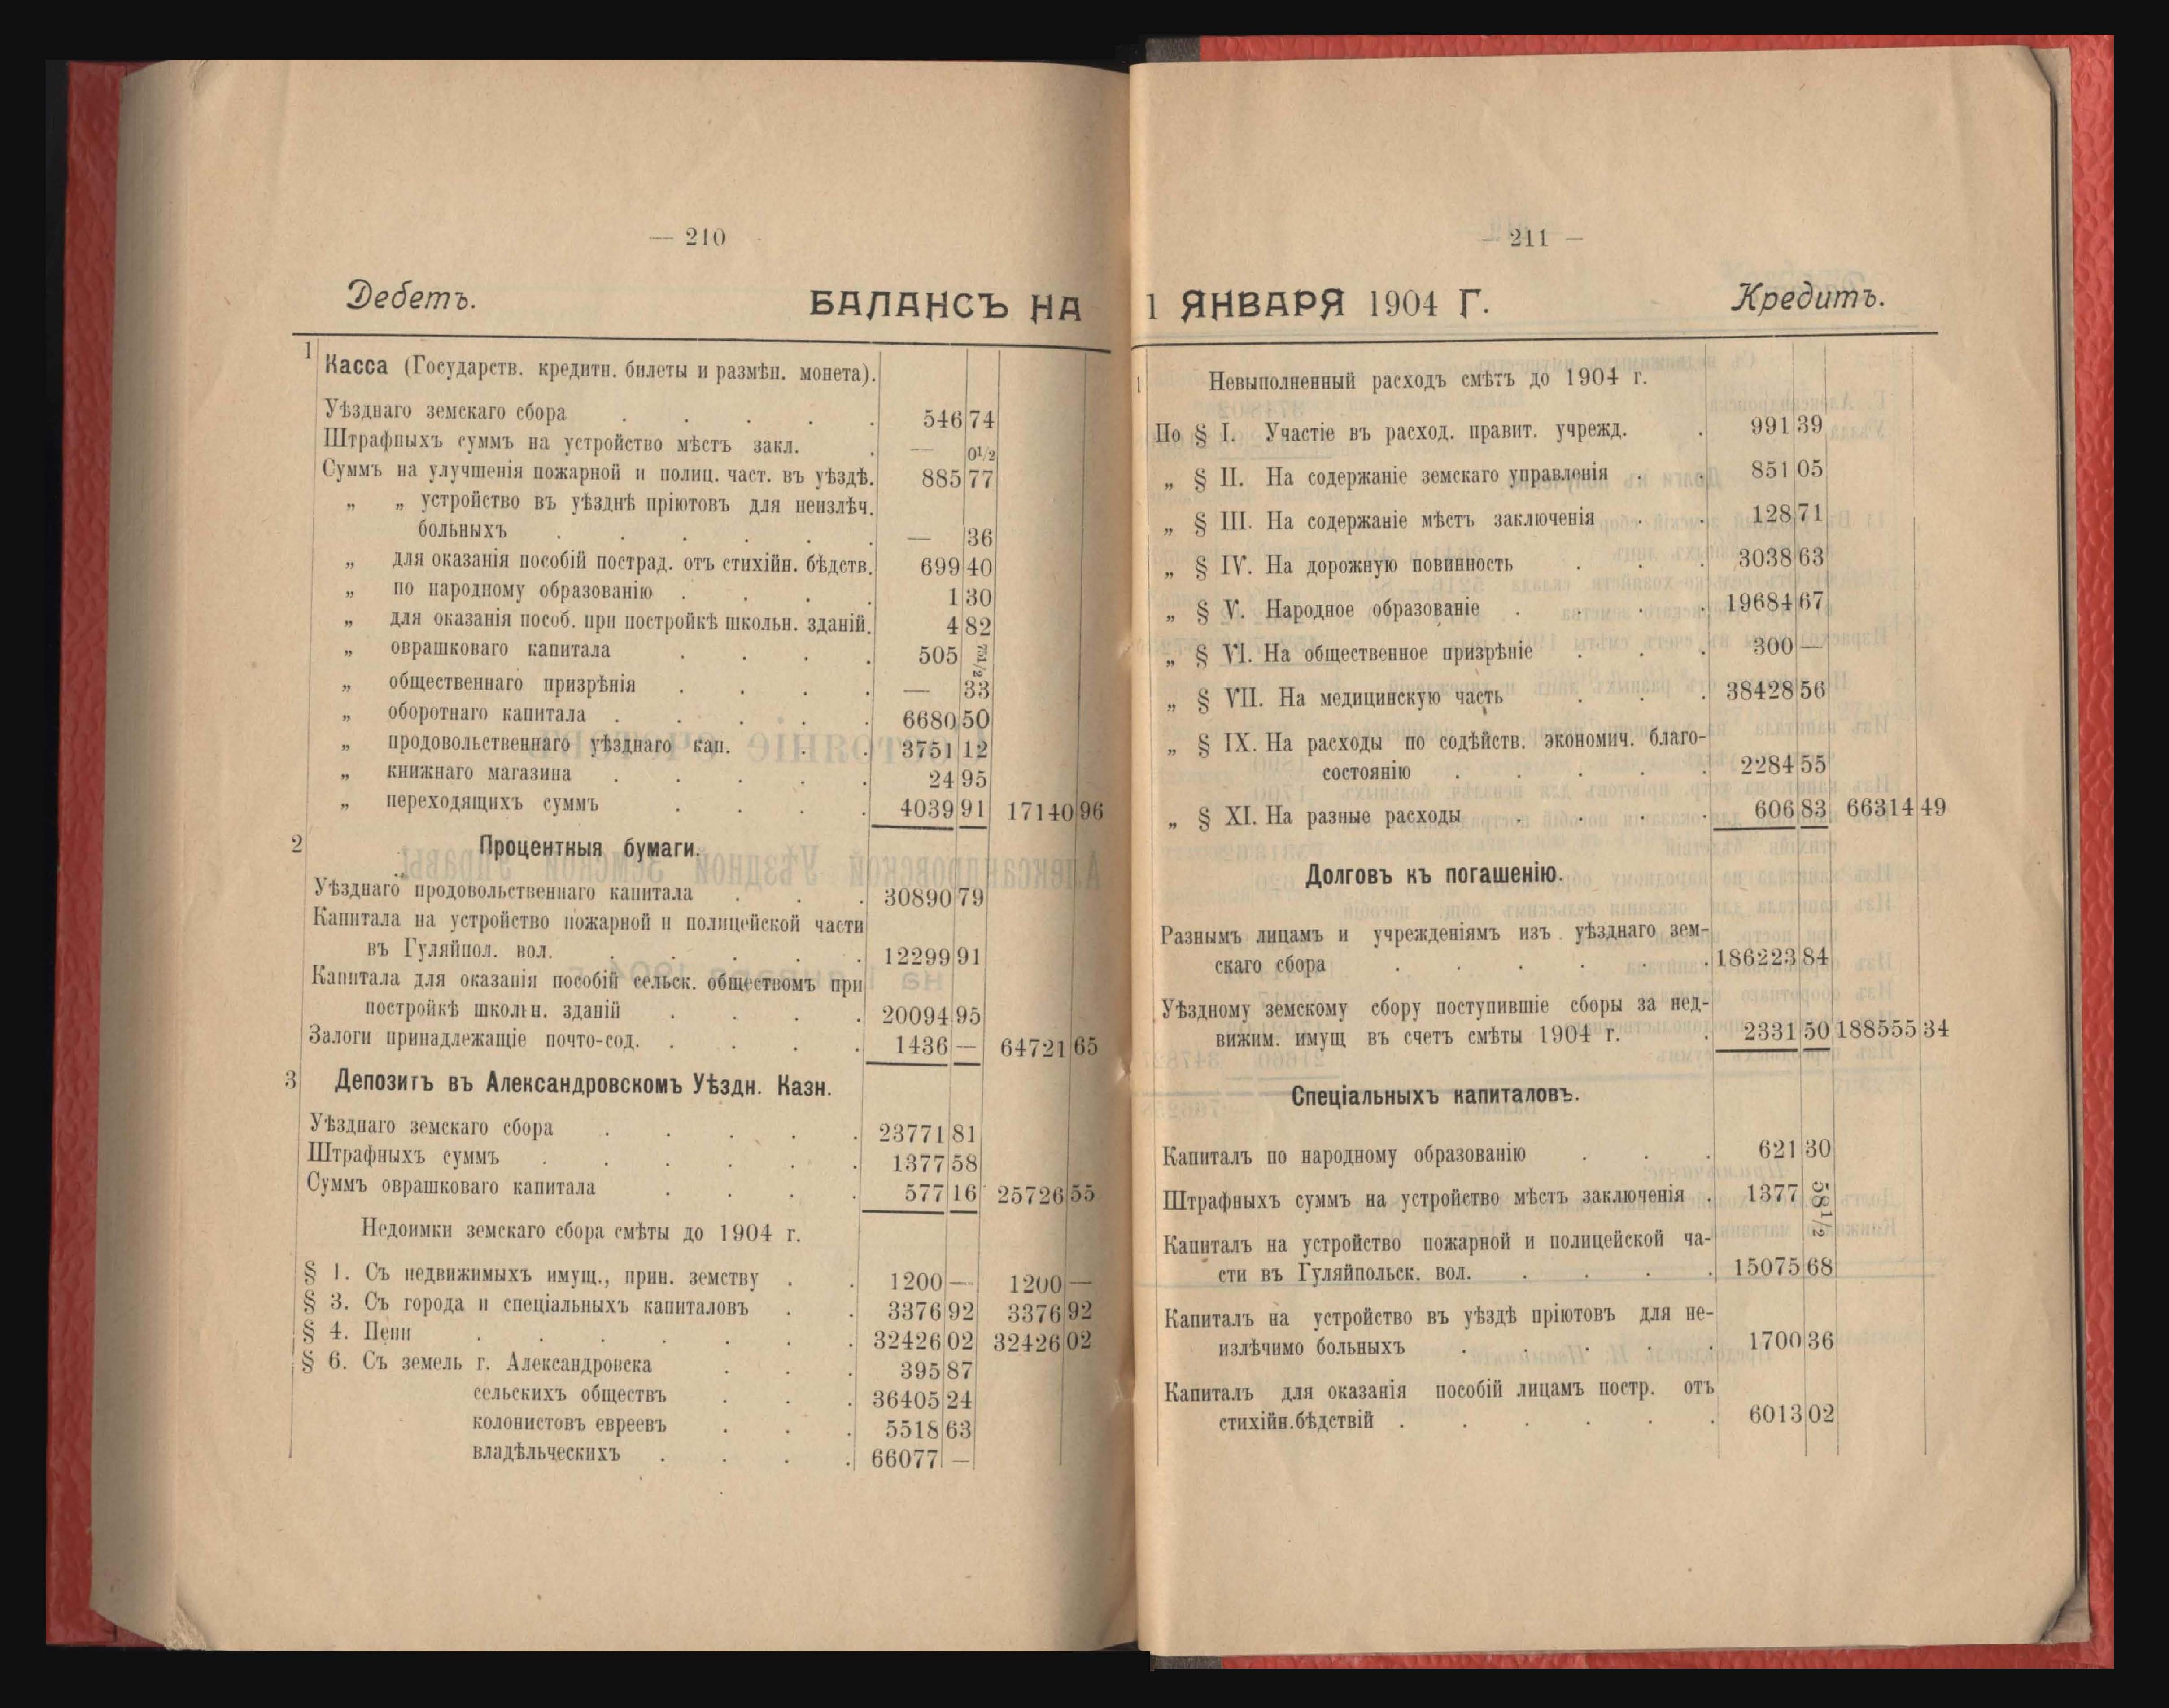 — 210 -
Дебетъ. БАЛАНСЪ НА
1 Касса (Государств. кредитн. билеты и размѣн. монета).
Уѣзднаго земскаго сбора . . . . . 546 74
Штрафныхъ суммъ на устройство мѣстъ закл. . — 0 1/2
Суммъ на улучшенія пожарной и полиц. част. въ уѣздѣ. 885 77
„ „ устройство въ уѣзднѣ пріютовъ для неизлѣч.
больныхъ . . . . . . — 36
„ для оказанія пособій пострад. отъ стихійн. бѣдств. 699 40
„ по народному образованію . . . . 1 30
„ для оказанія пособ. при постройкѣ школьн. зданій. 4 82
„ оврашковаго капитала . . . . 505
„ общественнаго призрѣнія . . . . — 33
„ оборотнаго капитала . . . . . 6680 50
„ продовольственнаго уѣзднаго кап. . . . 3751 12
„ книжнаго магазина . . . . . 24 95
„ переходящихъ суммъ . . . . 4039 91 17140 96
2 Процентныя бумаги.
Уѣзднаго продовольственнаго капитала . . . 30890 79
Капитала на устройство пожарной и полицейской части
въ Гуляйпол. вол. . . . . . 12299 91
Капитала для оказанія пособій сельск. обществомъ при
постройкѣ школьн. зданій . . . . 20094 95
Залоги принадлежащіе почто-сод. . . . . 1436 — 64721 65
3 Депозитъ въ Александровскомъ Уѣздн. Казн.
Уѣзднаго земскаго сбора . . . . . 23771 81
Штрафныхъ суммъ . . . . . . 1377 58
Суммъ оврашковаго капитала . . . . 577 16 25726 55
Недоимки земскаго сбора смѣты до 1904 г.
§ 1. Съ недвижимыхъ имущ., прин. земству . . 1200 — 1200 —
§ 3. Съ города и спеціальныхъ капиталовъ . . 3376 92 3376 92
§ 4. Пени . . . . . . . 32426 02 32426 02
§ 6. Съ земель г. Александровска . . . 395 87
сельскихъ обществъ . . . 36405 24
колонистовъ евреевъ . . . 5518 63
владѣльческихъ . . . . 66077 —
— 211 —
1 ЯНВАРЯ 1904 Г. Кредитъ.
1 Невыполненный расходъ смѣтъ до 1904 г.
По § I. Участіе въ расход. правит. учрежд. . 991 39
„ § II. На содержаніе земскаго управленія . . 851 05
„ § III. На содержаніе мѣстъ заключенія . . 128 71
„ § IV. На дорожную повинность . . . 3038 63
„ § V. Народное образованіе . . . . 19684 67
„ § VI. На общественное призрѣніе . . . 300 —
„ § VII. На медицинскую часть . . . 38428 56
„ § IX. На расходы по содѣйств. экономич. благо-
состоянію . . . . . 2284 55
„ § XI. На разные расходы . . . . 606 83 66314 49
Долговъ къ погашенію.
Разнымъ лицамъ и учрежденіямъ изъ уѣзднаго зем-
скаго сбора . . . . . . 186223 84
Уѣздному земскому сбору поступившіе сборы за нед-
вижим. имущ въ счетъ смѣты 1904 г. . 2331 50 188555 34
Спеціальныхъ капиталовъ.
Капиталъ по народному образованію . . . 621 30
Штрафныхъ суммъ на устройство мѣстъ заключенія . 1377 58 1/2
Капиталъ на устройство пожарной и полицейской ча-
сти въ Гуляйпольск. вол. . . . . 15075 68
Капиталъ на устройство въ уѣздѣ пріютовъ для не-
излѣчимо больныхъ . . . . . 1700 36
Капиталъ для оказанія пособій лицамъ постр. отъ
стихійн.бѣдствій . . . . . . 6013 02